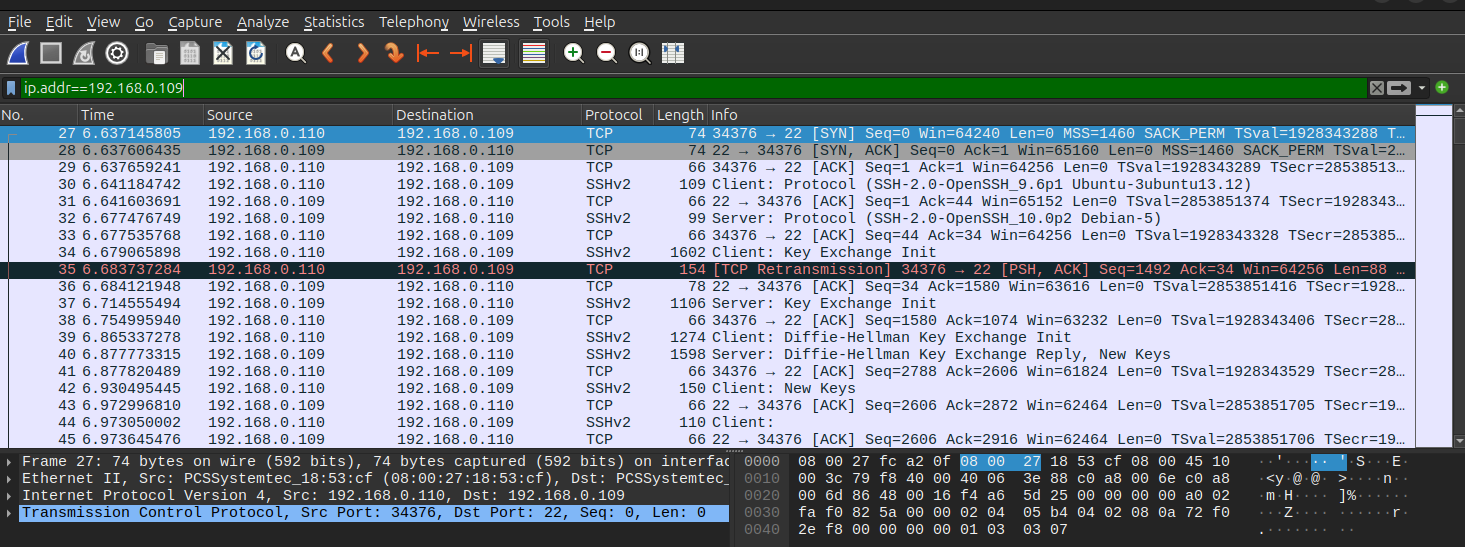 File Edit View Go Capture Analyze Statistics Telephony Wireless Tools Help
ip.addr==192.168.0.109
No. Time Source Destination Protocol Length Info
27 6.637145805 192.168.0.110 192.168.0.109 TCP 74 34376 → 22 [SYN] Seq=0 Win=64240 Len=0 MSS=1460 SACK_PERM TSval=1928343288 T…
28 6.637606435 192.168.0.109 192.168.0.110 TCP 74 22 → 34376 [SYN, ACK] Seq=0 Ack=1 Win=65160 Len=0 MSS=1460 SACK_PERM TSval=2…
29 6.637659241 192.168.0.110 192.168.0.109 TCP 66 34376 → 22 [ACK] Seq=1 Ack=1 Win=64256 Len=0 TSval=1928343289 TSecr=28538513…
30 6.641184742 192.168.0.110 192.168.0.109 SSHv2 109 Client: Protocol (SSH-2.0-OpenSSH_9.6p1 Ubuntu-3ubuntu13.12)
31 6.641603691 192.168.0.109 192.168.0.110 TCP 66 22 → 34376 [ACK] Seq=1 Ack=44 Win=65152 Len=0 TSval=2853851374 TSecr=1928343…
32 6.677476749 192.168.0.109 192.168.0.110 SSHv2 99 Server: Protocol (SSH-2.0-OpenSSH_10.0p2 Debian-5)
33 6.677535768 192.168.0.110 192.168.0.109 TCP 66 34376 → 22 [ACK] Seq=44 Ack=34 Win=64256 Len=0 TSval=1928343328 TSecr=285385…
34 6.679065898 192.168.0.110 192.168.0.109 SSHv2 1602 Client: Key Exchange Init
35 6.683737284 192.168.0.110 192.168.0.109 TCP 154 [TCP Retransmission] 34376 → 22 [PSH, ACK] Seq=1492 Ack=34 Win=64256 Len=88 …
36 6.684121948 192.168.0.109 192.168.0.110 TCP 78 22 → 34376 [ACK] Seq=34 Ack=1580 Win=63616 Len=0 TSval=2853851416 TSecr=1928…
37 6.714555494 192.168.0.109 192.168.0.110 SSHv2 1106 Server: Key Exchange Init
38 6.754995940 192.168.0.110 192.168.0.109 TCP 66 34376 → 22 [ACK] Seq=1580 Ack=1074 Win=63232 Len=0 TSval=1928343406 TSecr=28…
39 6.865337278 192.168.0.110 192.168.0.109 SSHv2 1274 Client: Diffie-Hellman Key Exchange Init
40 6.877773315 192.168.0.109 192.168.0.110 SSHv2 1598 Server: Diffie-Hellman Key Exchange Reply, New Keys
41 6.877820489 192.168.0.110 192.168.0.109 TCP 66 34376 → 22 [ACK] Seq=2788 Ack=2606 Win=61824 Len=0 TSval=1928343529 TSecr=28…
42 6.930495445 192.168.0.110 192.168.0.109 SSHv2 150 Client: New Keys
43 6.972996810 192.168.0.109 192.168.0.110 TCP 66 22 → 34376 [ACK] Seq=2606 Ack=2872 Win=62464 Len=0 TSval=2853851705 TSecr=19…
44 6.973050002 192.168.0.110 192.168.0.109 SSHv2 110 Client:
45 6.973645476 192.168.0.109 192.168.0.110 TCP 66 22 → 34376 [ACK] Seq=2606 Ack=2916 Win=62464 Len=0 TSval=2853851706 TSecr=19…
Frame 27: 74 bytes on wire (592 bits), 74 bytes captured (592 bits) on interfac
Ethernet II, Src: PCSSystemtec_18:53:cf (08:00:27:18:53:cf), Dst: PCSSystemtec_
Internet Protocol Version 4, Src: 192.168.0.110, Dst: 192.168.0.109
Transmission Control Protocol, Src Port: 34376, Dst Port: 22, Seq: 0, Len: 0
0000 08 00 27 fc a2 0f 08 00 27 18 53 cf 08 00 45 10 ··'·····'·S···E·
0010 00 3c 79 f8 40 00 40 06 3e 88 c0 a8 00 6e c0 a8 ·<y·@·@·>····n··
0020 00 6d 86 48 00 16 f4 a6 5d 25 00 00 00 00 a0 02 ·m·H····]%······
0030 fa f0 82 5a 00 00 02 04 05 b4 04 02 08 0a 72 f0 ···Z··········r·
0040 2e f8 00 00 00 00 01 03 03 07 .·········